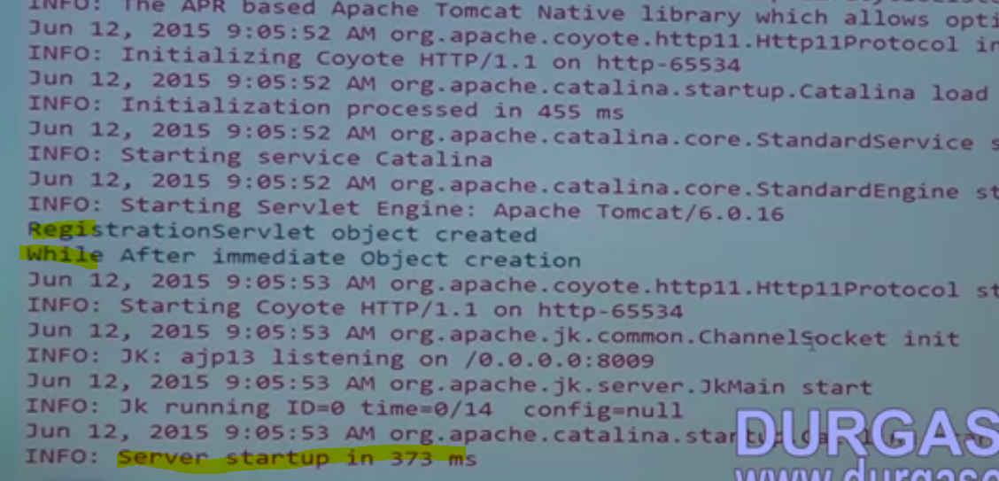 INFO: The APR based Apache Tomcat Native library which allows opti
Jun 12, 2015 9:05:52 AM org.apache.coyote.http11.Http11Protocol in
INFO: Initializing Coyote HTTP/1.1 on http-65534
Jun 12, 2015 9:05:52 AM org.apache.catalina.startup.Catalina load
INFO: Initialization processed in 455 ms
Jun 12, 2015 9:05:52 AM org.apache.catalina.core.StandardService s
INFO: Starting service Catalina
Jun 12, 2015 9:05:52 AM org.apache.catalina.core.StandardEngine st
INFO: Starting Servlet Engine: Apache Tomcat/6.0.16
RegistrationServlet object created
While After immediate Object creation
Jun 12, 2015 9:05:53 AM org.apache.coyote.http11.Http11Protocol st
INFO: Starting Coyote HTTP/1.1 on http-65534
Jun 12, 2015 9:05:53 AM org.apache.jk.common.ChannelSocket init
INFO: JK: ajp13 listening on /0.0.0.0:8009
Jun 12, 2015 9:05:53 AM org.apache.jk.server.JkMain start
INFO: Jk running ID=0 time=0/14 config=null
Jun 12, 2015 9:05:53 AM org.apache.catalina.startup
INFO: Server startup in 373 ms
DURGAS
www.durgaso